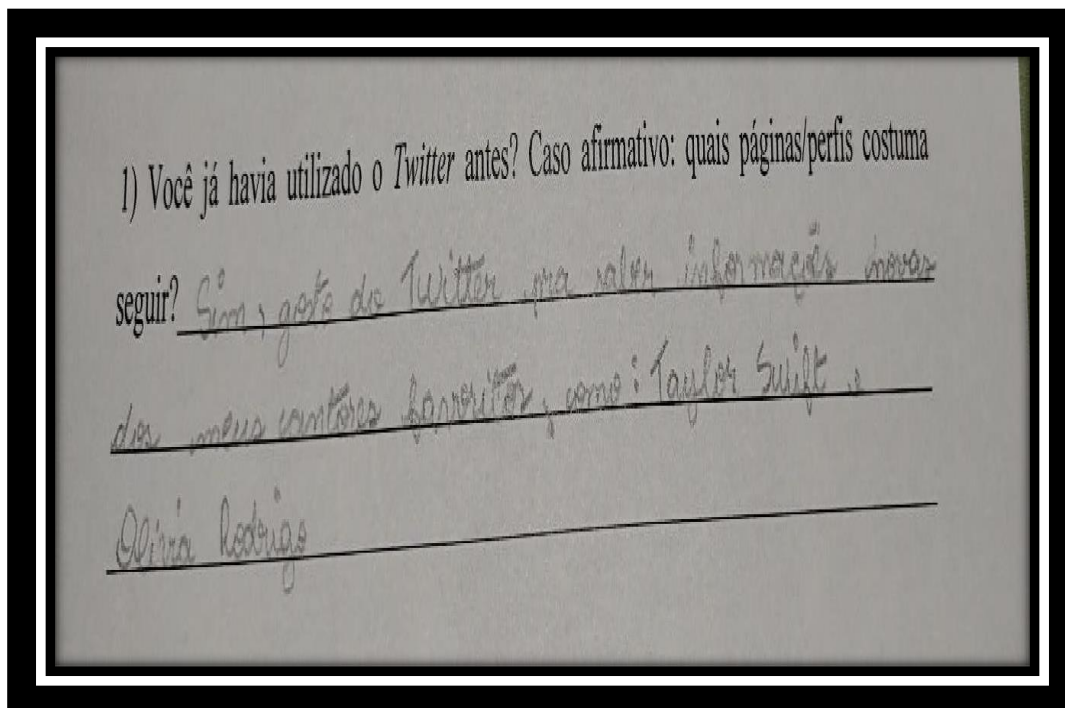 1) Você já havia utilizado o Twitter antes? Caso afirmativo: quais páginas/perfis costuma
seguir? Sim, gosto do Twitter pra saber informações novas
dos meus cantores favoritos, como: Taylor Swift e
Olivia Rodrigo